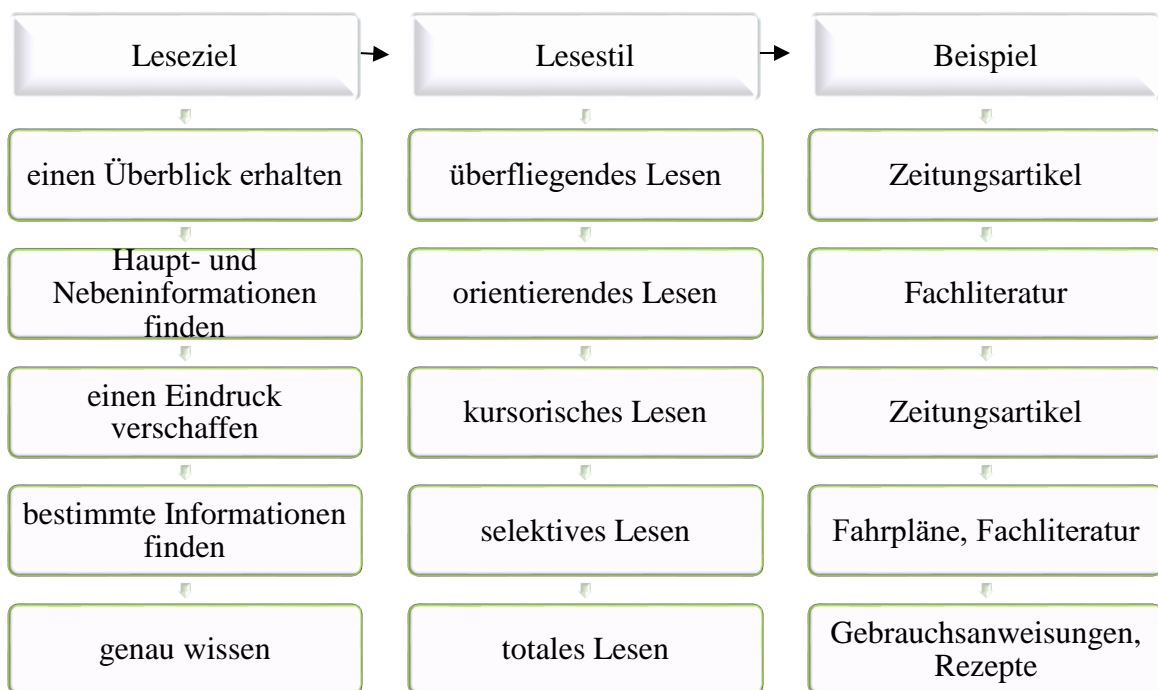 Leseziel
Lesestil
Beispiel
einen Überblick erhalten
überfliegendes Lesen
Zeitungsartikel
Haupt- und
Nebeninformationen
finden
orientierendes Lesen
Fachliteratur
einen Eindruck
verschaffen
kursorisches Lesen
Zeitungsartikel
bestimmte Informationen
finden
selektives Lesen
Fahrpläne, Fachliteratur
genau wissen
totales Lesen
Gebrauchsanweisungen,
Rezepte